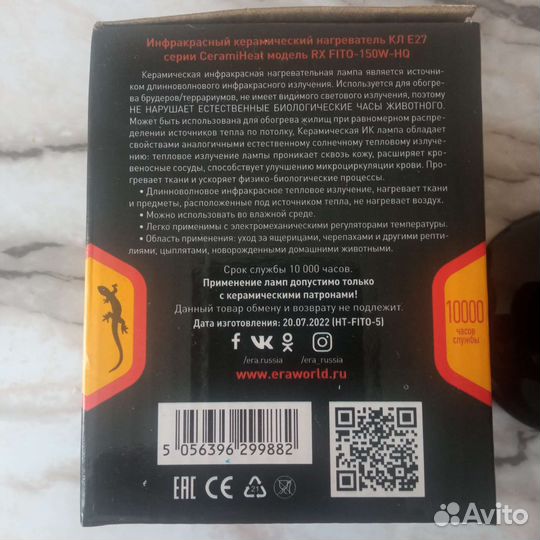 Инфракрасный керамический нагреватель КЛ Е27
серии CeramiHeat модель RX FITO-150W-HQ
Керамическая инфракрасная нагревательная лампа является источни-
ком длинноволнового инфракрасного излучения. Используется для обогре-
ва брудеров/террариумов, не имеет видимого светового излучения, поэтому
НЕ НАРУШАЕТ ЕСТЕСТВЕННЫЕ БИОЛОГИЧЕСКИЕ ЧАСЫ ЖИВОТНОГО.
Может быть использована для обогрева жилищ при равномерном распре-
делении источников тепла по потолку, Керамическая ИК лампа обладает
свойствами аналогичными естественному солнечному тепловому излуче-
нию: тепловое излучение лампы проникает сквозь кожу, расширяет кро-
веносные сосуды, способствует улучшению микроциркуляции крови. Про-
гревает ткани и ускоряет физико-биологические процессы.
• Длинноволновое инфракрасное тепловое излучение, нагревает ткани
и предметы, расположенные под источником тепла, не нагревает воздух.
• Можно использовать во влажной среде.
• Легко применимы с электромеханическими регуляторами температуры.
• Область применения: уход за ящерицами, черепахами и другими репти-
лиями, цыплятами, новорожденными домашними животными.
Срок службы 10 000 часов.
Применение ламп допустимо только
с керамическими патронами!
Данный товар обмену и возврату не подлежит.
Дата изготовления: 20.07.2022 (HT-FITO-5)
/era.russia /era_russia
www.eraworld.ru
10000
часов
службы
5 056396 299882
EAC CE 21 PAP
Avito